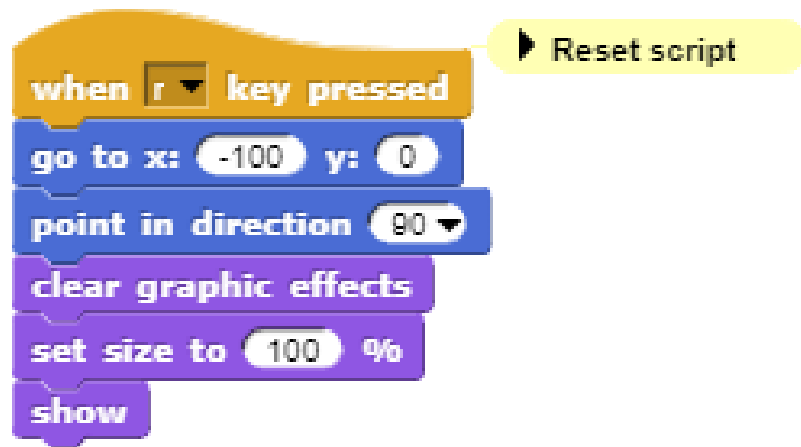 Reset script
when r key pressed
go to x: -100 y: 0
point in direction 90
clear graphic effects
set size to 100 %
show